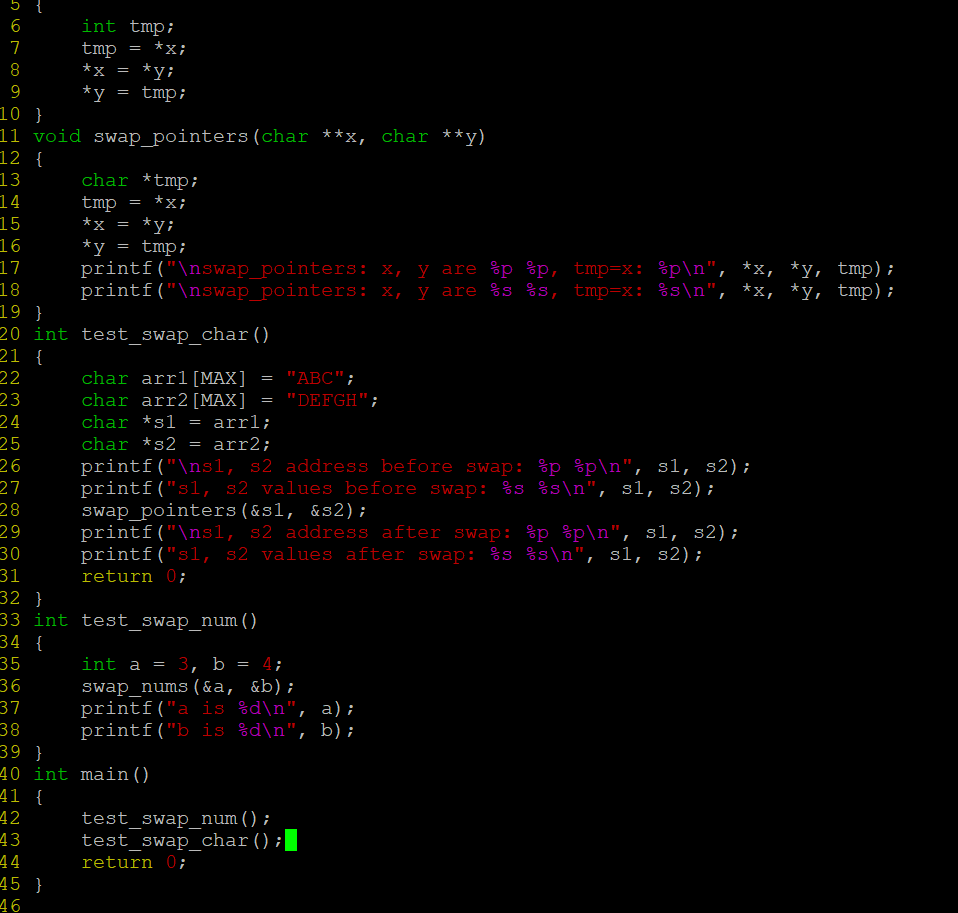 5 {
6     int tmp;
7     tmp = *x;
8     *x = *y;
9     *y = tmp;
10 }
11 void swap_pointers(char **x, char **y)
12 {
13     char *tmp;
14     tmp = *x;
15     *x = *y;
16     *y = tmp;
17     printf("\nswap_pointers: x, y are %p %p, tmp=x: %p\n", *x, *y, tmp);
18     printf("\nswap_pointers: x, y are %s %s, tmp=x: %s\n", *x, *y, tmp);
19 }
20 int test_swap_char()
21 {
22     char arr1[MAX] = "ABC";
23     char arr2[MAX] = "DEFGH";
24     char *s1 = arr1;
25     char *s2 = arr2;
26     printf("\ns1, s2 address before swap: %p %p\n", s1, s2);
27     printf("s1, s2 values before swap: %s %s\n", s1, s2);
28     swap_pointers(&s1, &s2);
29     printf("\ns1, s2 address after swap: %p %p\n", s1, s2);
30     printf("s1, s2 values after swap: %s %s\n", s1, s2);
31     return 0;
32 }
33 int test_swap_num()
34 {
35     int a = 3, b = 4;
36     swap_nums(&a, &b);
37     printf("a is %d\n", a);
38     printf("b is %d\n", b);
39 }
40 int main()
41 {
42     test_swap_num();
43     test_swap_char();
44     return 0;
45 }
46